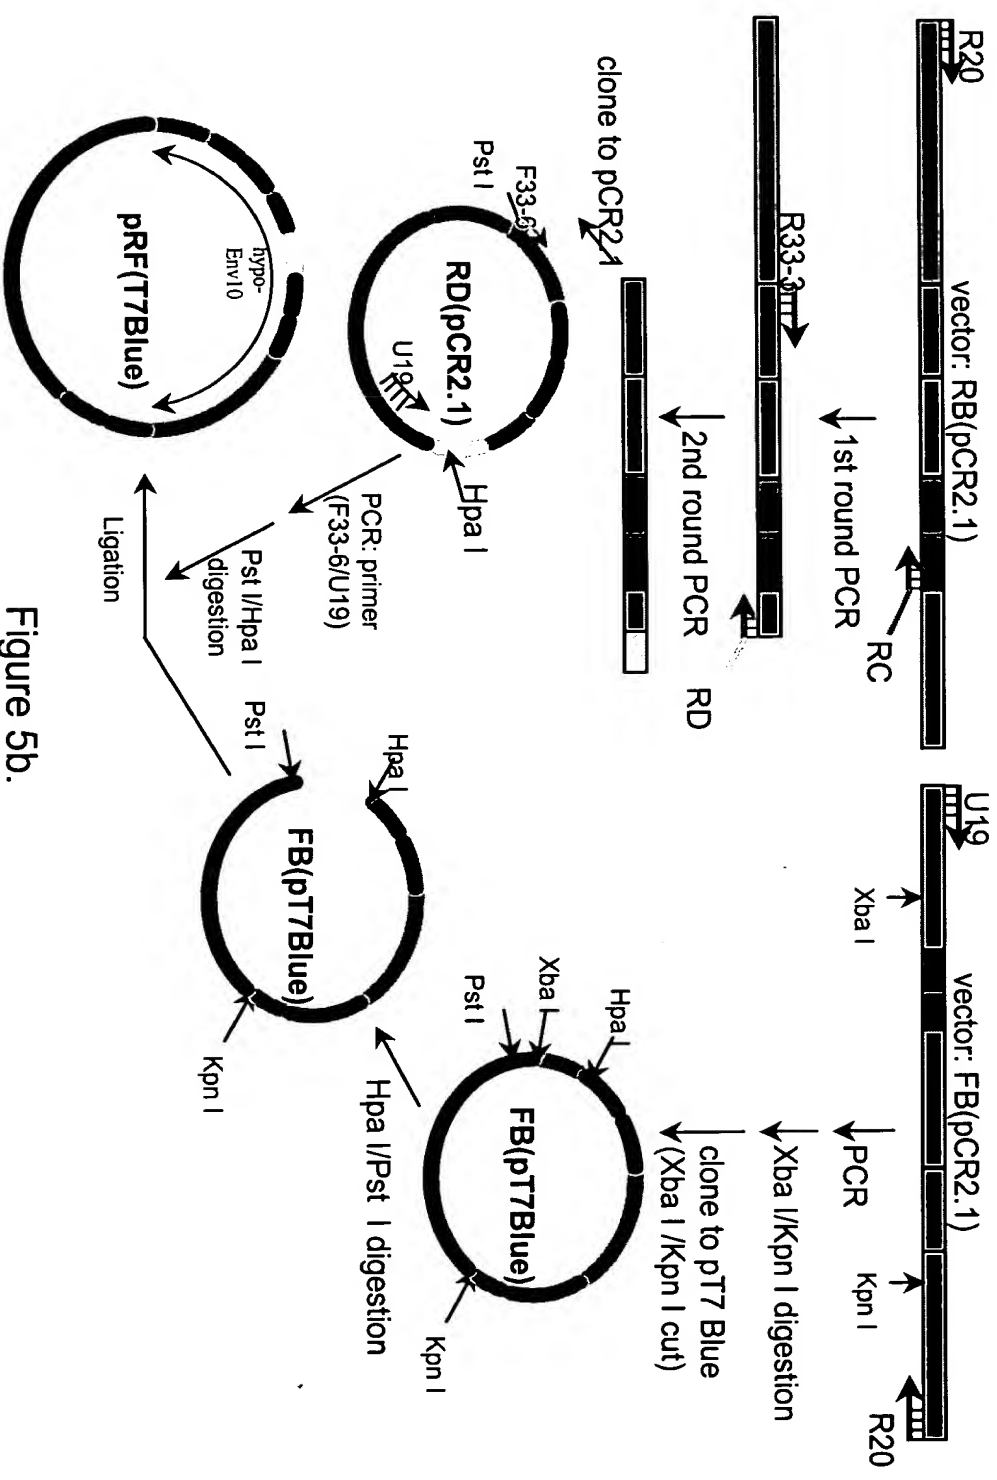 vector: RB(pCR2.1)
R20
RC
1st round PCR
R33-3
2nd round PCR
RD
clone to pCR2.1
F33-6
Pst I
RD(pCR2.1)
U19
Hpa I
PCR: primer
(F33-6/U19)
Pst I/Hpa I
digestion
Ligation
pRF(T7Blue)
hypo-
Env10
vector: FB(pCR2.1)
U19
Xba I
Kpn I
R20
PCR
Xba I/Kpn I digestion
clone to pT7 Blue
(Xba I /Kpn I cut)
Hpa I
Xba I
Pst I
FB(pT7Blue)
Kpn I
Hpa I/Pst I digestion
Hpa I
Pst I
FB(pT7Blue)
Kpn I
Figure 5b.